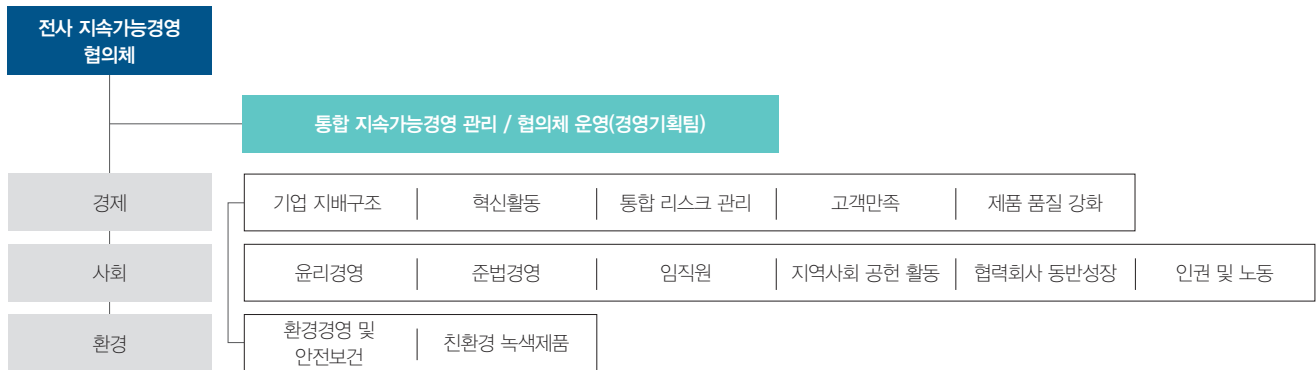 전사 지속가능경영
협의체
통합 지속가능경영 관리 / 협의체 운영(경영기획팀)
경제
기업 지배구조
혁신활동
통합 리스크 관리
고객만족
제품 품질 강화
사회
윤리경영
준법경영
임직원
지역사회 공헌 활동
협력회사 동반성장
인권 및 노동
환경
환경경영 및
안전보건
친환경 녹색제품